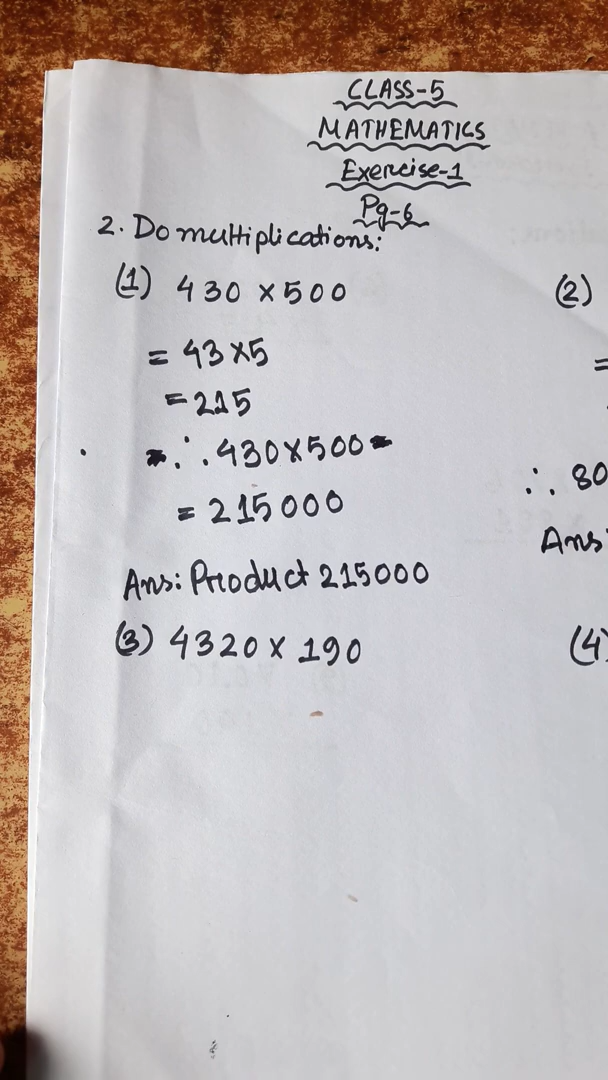 CLASS-5
MATHEMATICS
Exercise-1
Pg-6
2. Do multiplications:
(1) 430 × 500
= 43 × 5
= 215
∴ 430 × 500
= 215000
Ans: Product 215000
(2)
=
∴ 80
Ans:
(3) 4320 × 190
(4)